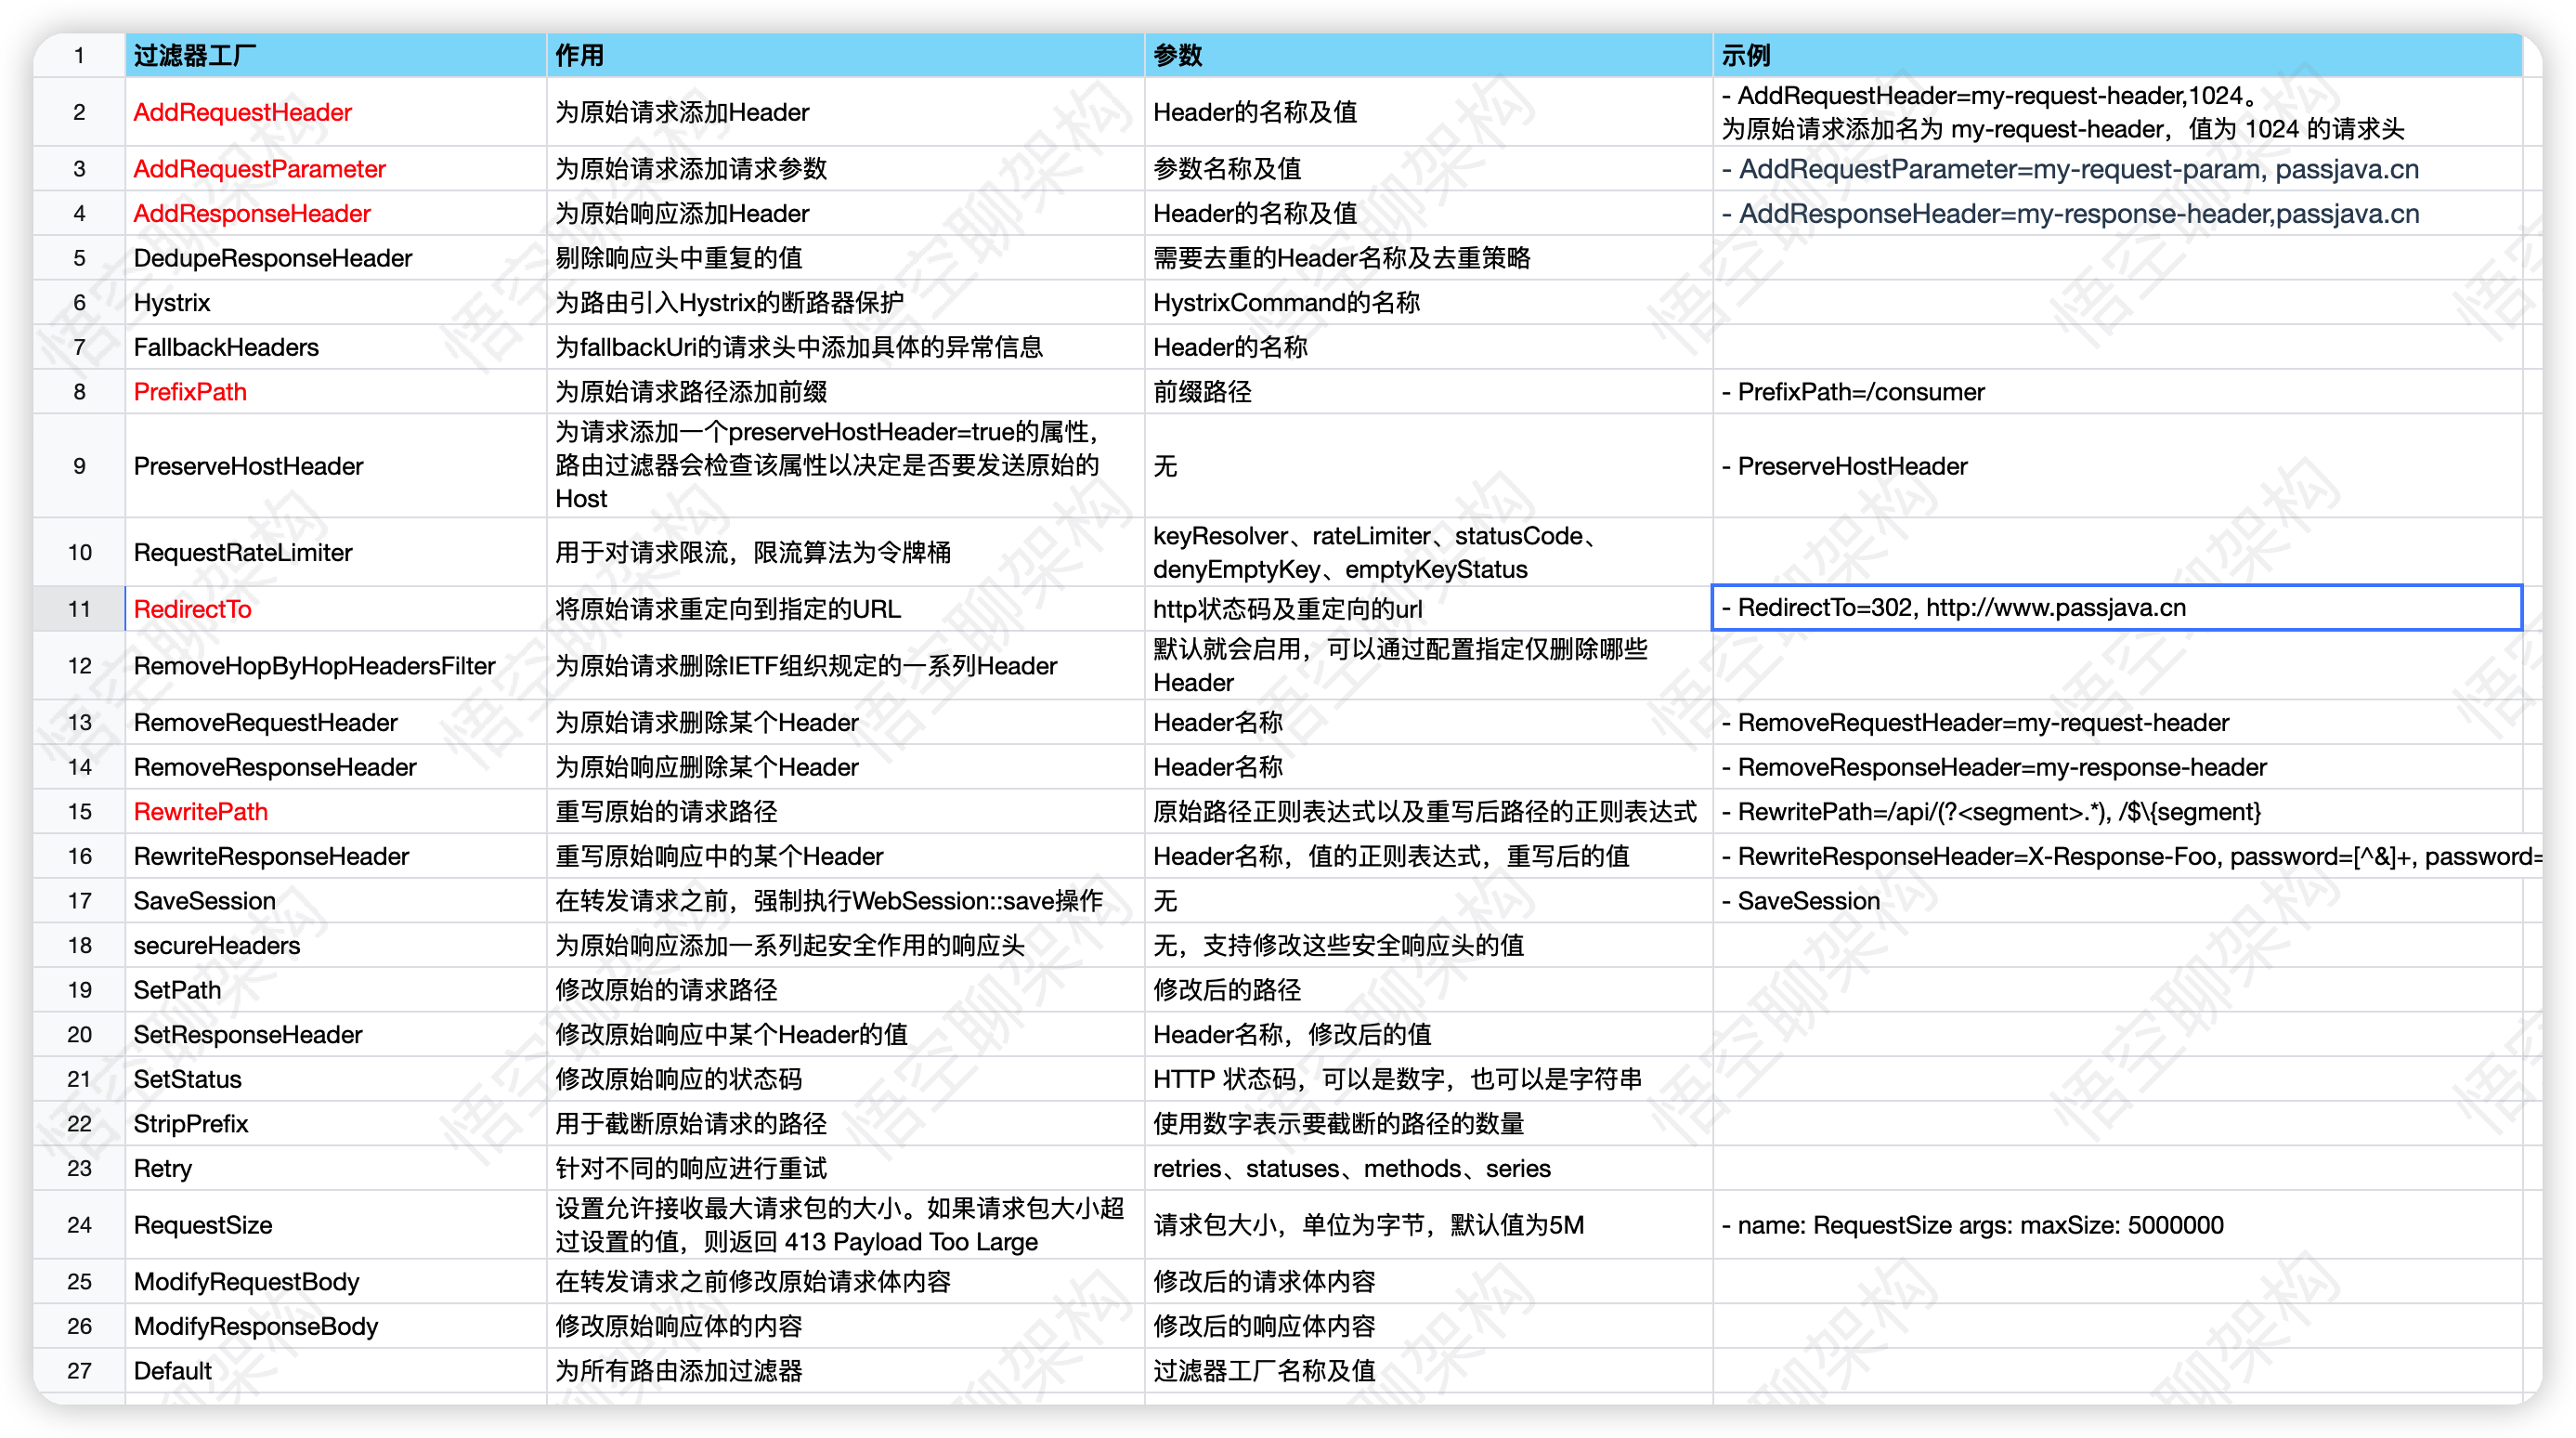 1 过滤器工厂 作用 参数 示例
2 AddRequestHeader 为原始请求添加Header Header的名称及值 - AddRequestHeader=my-request-header,1024。
为原始请求添加名为 my-request-header，值为 1024 的请求头
3 AddRequestParameter 为原始请求添加请求参数 参数名称及值 - AddRequestParameter=my-request-param, passjava.cn
4 AddResponseHeader 为原始响应添加Header Header的名称及值 - AddResponseHeader=my-response-header,passjava.cn
5 DedupeResponseHeader 剔除响应头中重复的值 需要去重的Header名称及去重策略
6 Hystrix 为路由引入Hystrix的断路器保护 HystrixCommand的名称
7 FallbackHeaders 为fallbackUri的请求头中添加具体的异常信息 Header的名称
8 PrefixPath 为原始请求路径添加前缀 前缀路径 - PrefixPath=/consumer
9 PreserveHostHeader 为请求添加一个preserveHostHeader=true的属性，
路由过滤器会检查该属性以决定是否要发送原始的
Host 无 - PreserveHostHeader
10 RequestRateLimiter 用于对请求限流，限流算法为令牌桶 keyResolver、rateLimiter、statusCode、
denyEmptyKey、emptyKeyStatus
11 RedirectTo 将原始请求重定向到指定的URL http状态码及重定向的url - RedirectTo=302, http://www.passjava.cn
12 RemoveHopByHopHeadersFilter 为原始请求删除IETF组织规定的一系列Header 默认就会启用，可以通过配置指定仅删除哪些
Header
13 RemoveRequestHeader 为原始请求删除某个Header Header名称 - RemoveRequestHeader=my-request-header
14 RemoveResponseHeader 为原始响应删除某个Header Header名称 - RemoveResponseHeader=my-response-header
15 RewritePath 重写原始的请求路径 原始路径正则表达式以及重写后路径的正则表达式 - RewritePath=/api/(?<segment>.*), /$\{segment}
16 RewriteResponseHeader 重写原始响应中的某个Header Header名称，值的正则表达式，重写后的值 - RewriteResponseHeader=X-Response-Foo, password=[^&]+, password=
17 SaveSession 在转发请求之前，强制执行WebSession::save操作 无 - SaveSession
18 secureHeaders 为原始响应添加一系列起安全作用的响应头 无，支持修改这些安全响应头的值
19 SetPath 修改原始的请求路径 修改后的路径
20 SetResponseHeader 修改原始响应中某个Header的值 Header名称，修改后的值
21 SetStatus 修改原始响应的状态码 HTTP 状态码，可以是数字，也可以是字符串
22 StripPrefix 用于截断原始请求的路径 使用数字表示要截断的路径的数量
23 Retry 针对不同的响应进行重试 retries、statuses、methods、series
24 RequestSize 设置允许接收最大请求包的大小。如果请求包大小超
过设置的值，则返回 413 Payload Too Large 请求包大小，单位为字节，默认值为5M - name: RequestSize args: maxSize: 5000000
25 ModifyRequestBody 在转发请求之前修改原始请求体内容 修改后的请求体内容
26 ModifyResponseBody 修改原始响应体的内容 修改后的响应体内容
27 Default 为所有路由添加过滤器 过滤器工厂名称及值
悟空聊架构